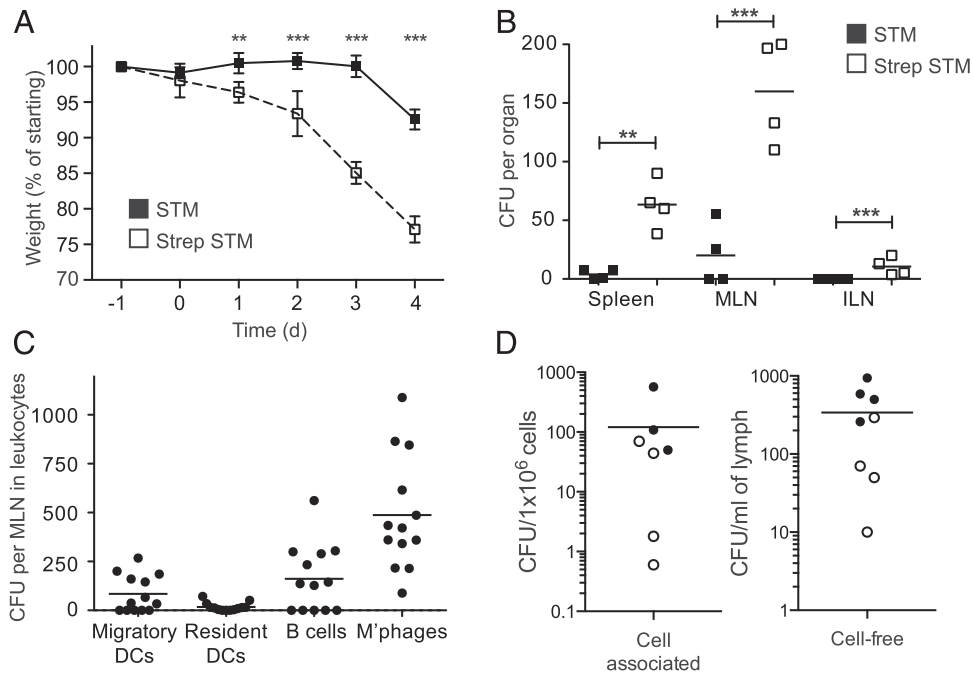 A
** *** *** ***
100
95
90
85
80
75
70
Weight (% of starting)
STM
Strep STM
-1 0 1 2 3 4
Time (d)
B
***
STM
Strep STM
200
150
100
50
0
CFU per organ
**
***
Spleen MLN ILN
C
1000
750
500
250
0
CFU per MLN in leukocytes
Migratory DCs
Resident DCs
B cells
M'phages
D
1000
100
10
1
0.1
CFU/1x10⁶ cells
Cell
associated
1000
100
10
1
CFU/ml of lymph
Cell-free